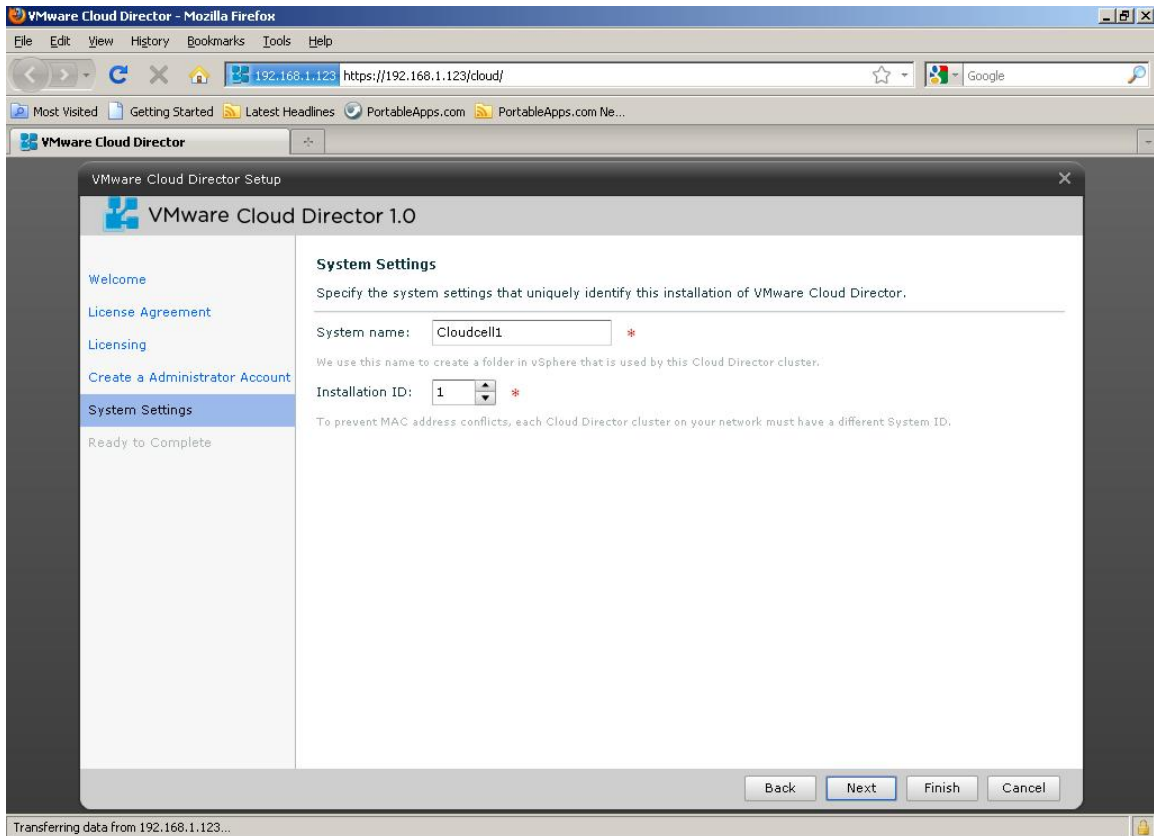 VMware Cloud Director - Mozilla Firefox
File Edit View History Bookmarks Tools Help
192.168.1.123 https://192.168.1.123/cloud/ Google
Most Visited Getting Started Latest Headlines PortableApps.com PortableApps.com Ne...
VMware Cloud Director
VMware Cloud Director Setup
VMware Cloud Director 1.0
Welcome
License Agreement
Licensing
Create a Administrator Account
System Settings
Ready to Complete
System Settings
Specify the system settings that uniquely identify this installation of VMware Cloud Director.
System name: Cloudcell1 *
We use this name to create a folder in vSphere that is used by this Cloud Director cluster.
Installation ID: 1 *
To prevent MAC address conflicts, each Cloud Director cluster on your network must have a different System ID.
Back Next Finish Cancel
Transferring data from 192.168.1.123...